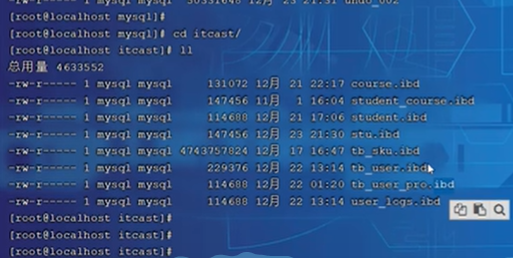 -rw-r----- 1 mysql mysql 50331648 12月 23 21:31 undo_002
[root@localhost mysql]#
[root@localhost mysql]# cd itcast/
[root@localhost itcast]# ll
总用量 4633552
-rw-r----- 1 mysql mysql 131072 12月 21 22:17 course.ibd
-rw-r----- 1 mysql mysql 147456 11月 1 16:04 student_course.ibd
-rw-r----- 1 mysql mysql 114688 12月 21 17:06 student.ibd
-rw-r----- 1 mysql mysql 147456 12月 23 21:30 stu.ibd
-rw-r----- 1 mysql mysql 4743757824 12月 17 16:47 tb_sku.ibd
-rw-r----- 1 mysql mysql 229376 12月 22 13:14 tb_user.ibd
-rw-r----- 1 mysql mysql 114688 12月 22 01:20 tb_user_pro.ibd
-rw-r----- 1 mysql mysql 114688 12月 22 13:14 user_logs.ibd
[root@localhost itcast]#
[root@localhost itcast]#
[root@localhost itcast]#